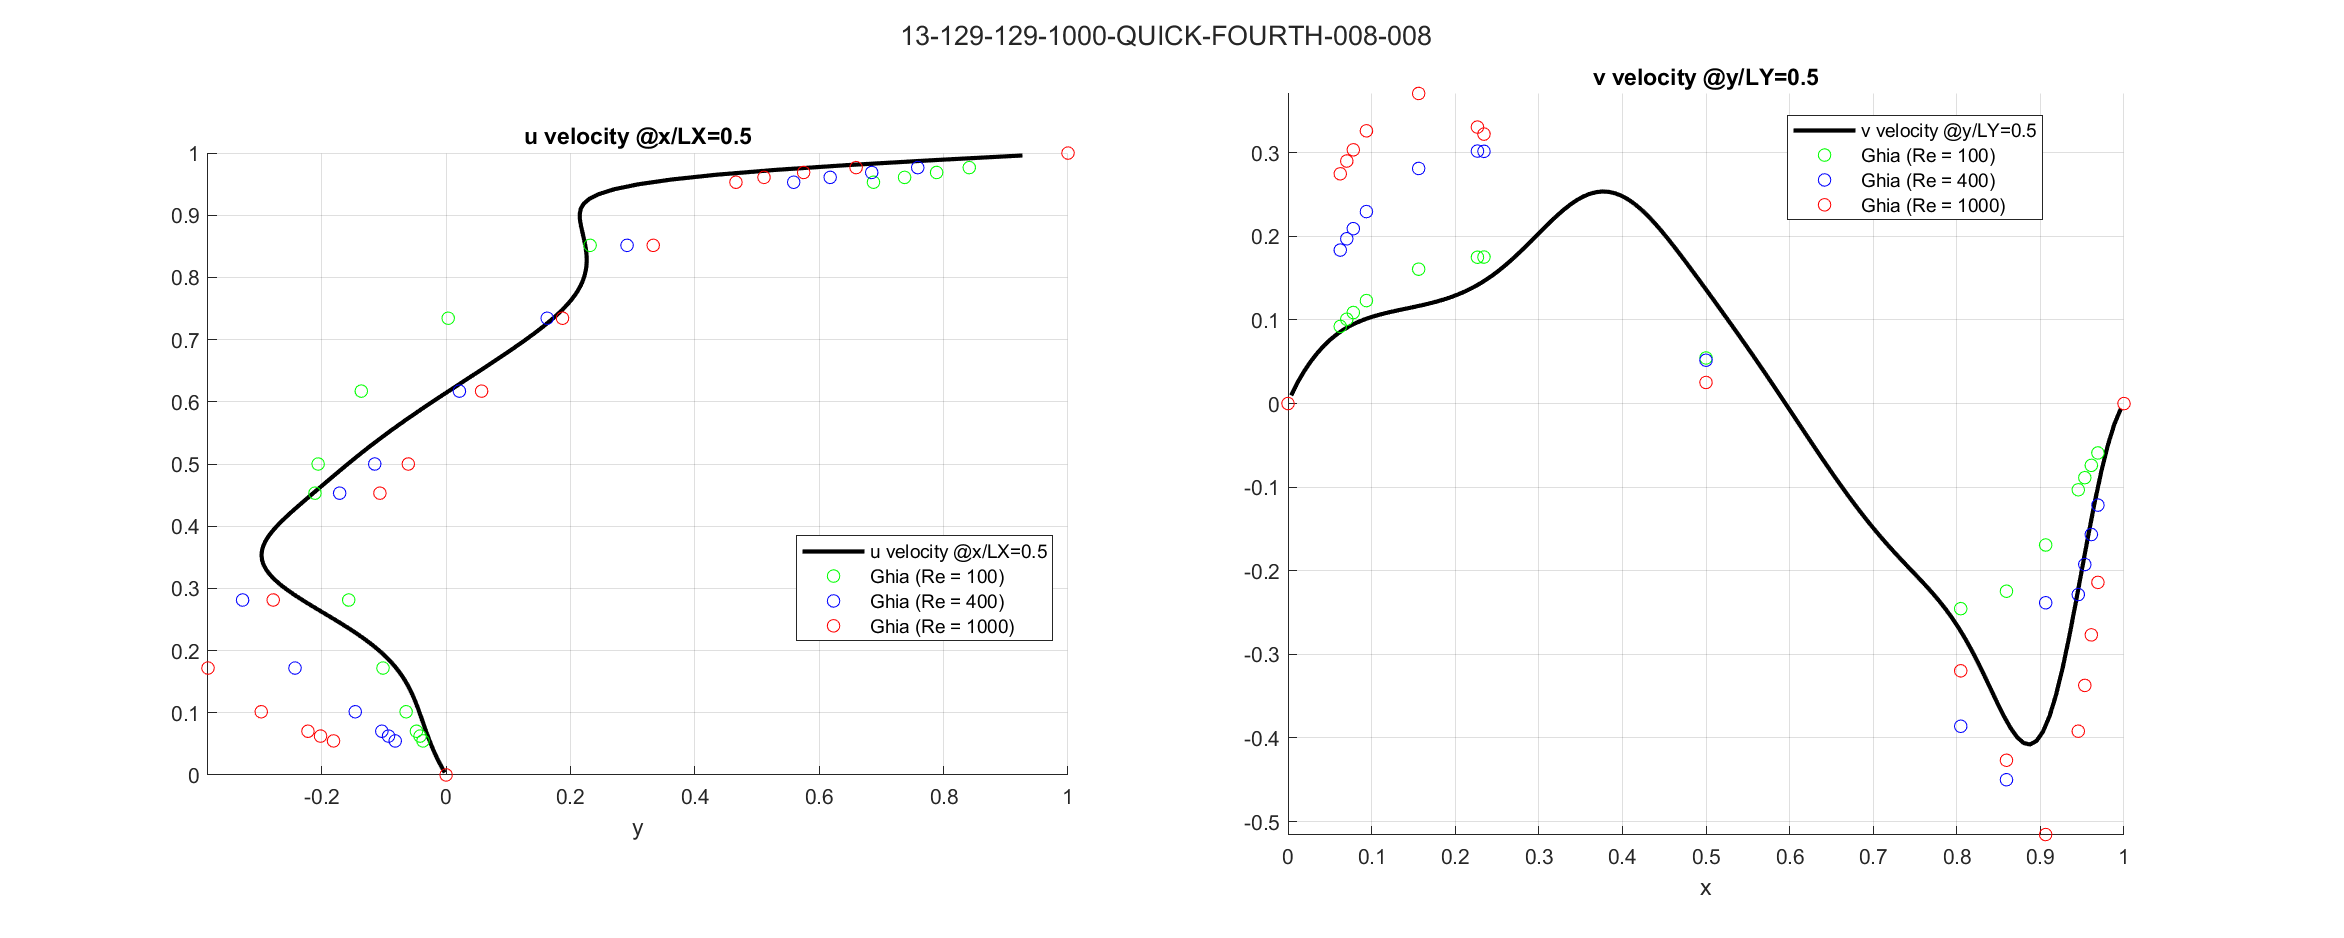 13-129-129-1000-QUICK-FOURTH-008-008
u velocity @x/LX=0.5
1
0.9
0.8
0.7
0.6
0.5
0.4
0.3
0.2
0.1
0
-0.2 0 0.2 0.4 0.6 0.8 1
y
u velocity @x/LX=0.5
Ghia (Re = 100)
Ghia (Re = 400)
Ghia (Re = 1000)
v velocity @y/LY=0.5
0.3
0.2
0.1
0
-0.1
-0.2
-0.3
-0.4
-0.5
0 0.1 0.2 0.3 0.4 0.5 0.6 0.7 0.8 0.9 1
x
v velocity @y/LY=0.5
Ghia (Re = 100)
Ghia (Re = 400)
Ghia (Re = 1000)